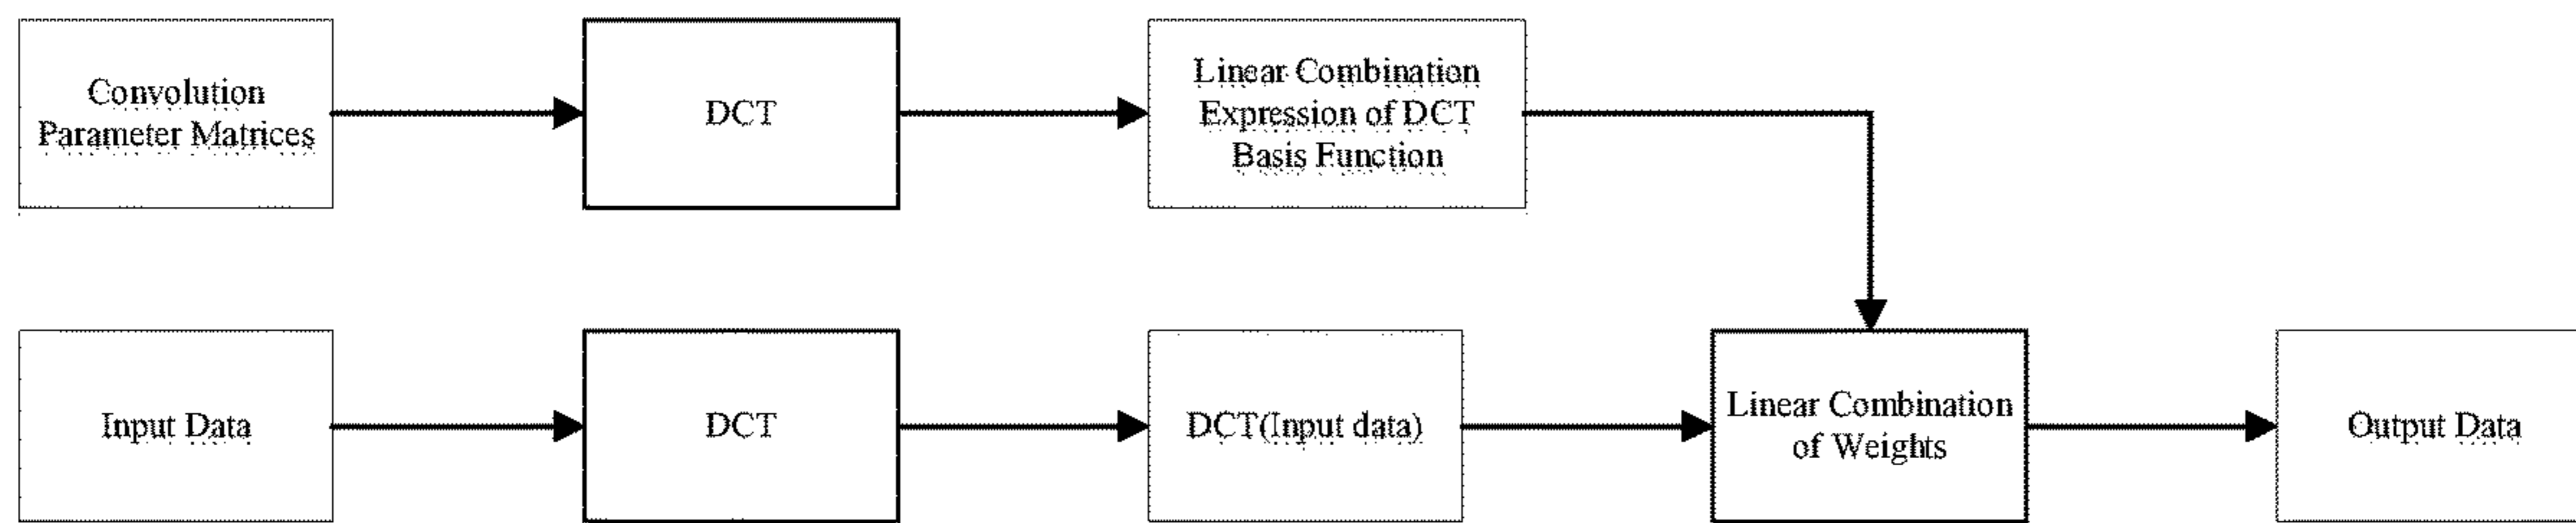 Convolution
Parameter Matrices
DCT
Linear Combination
Expression of DCT
Basis Function
Input Data
DCT
DCT(Input data)
Linear Combination
of Weights
Output Data